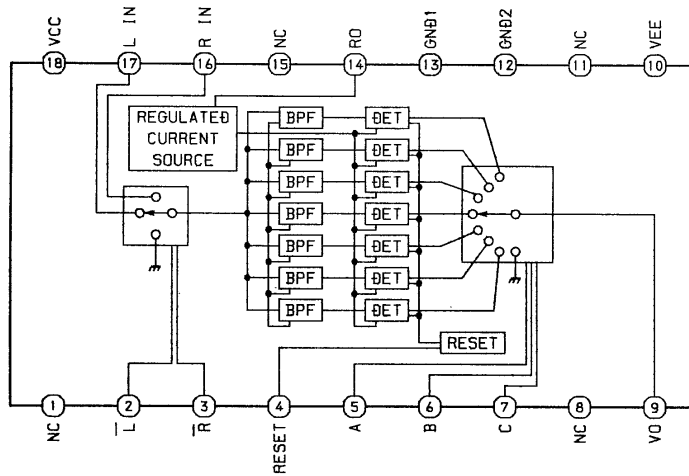 VCC
L IN
R IN
NC
RO
GND1
GND2
NC
VEE
18
17
16
15
14
13
12
11
10
REGULATED
CURRENT
SOURCE
BPF
DET
BPF
DET
BPF
DET
BPF
DET
BPF
DET
BPF
DET
BPF
DET
RESET
1
2
3
4
5
6
7
8
9
NC
L̅
R̅
RESET
A
B
C
NC
VO